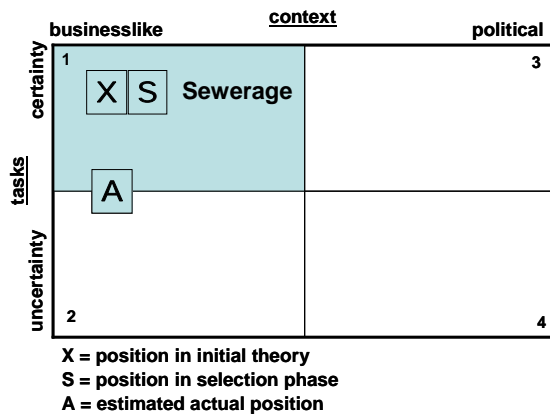 context
businesslike political
certainty
1 3
X S Sewerage
tasks
A
uncertainty
2 4
X = position in initial theory
S = position in selection phase
A = estimated actual position